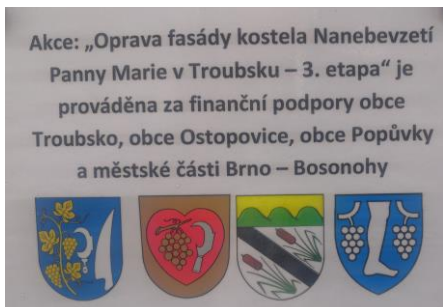 Akce: „Oprava fasády kostela Nanebevzetí
Panny Marie v Troubsku – 3. etapa“ je
prováděna za finanční podpory obce
Troubsko, obce Ostopovice, obce Popůvky
a městské části Brno – Bosonohy